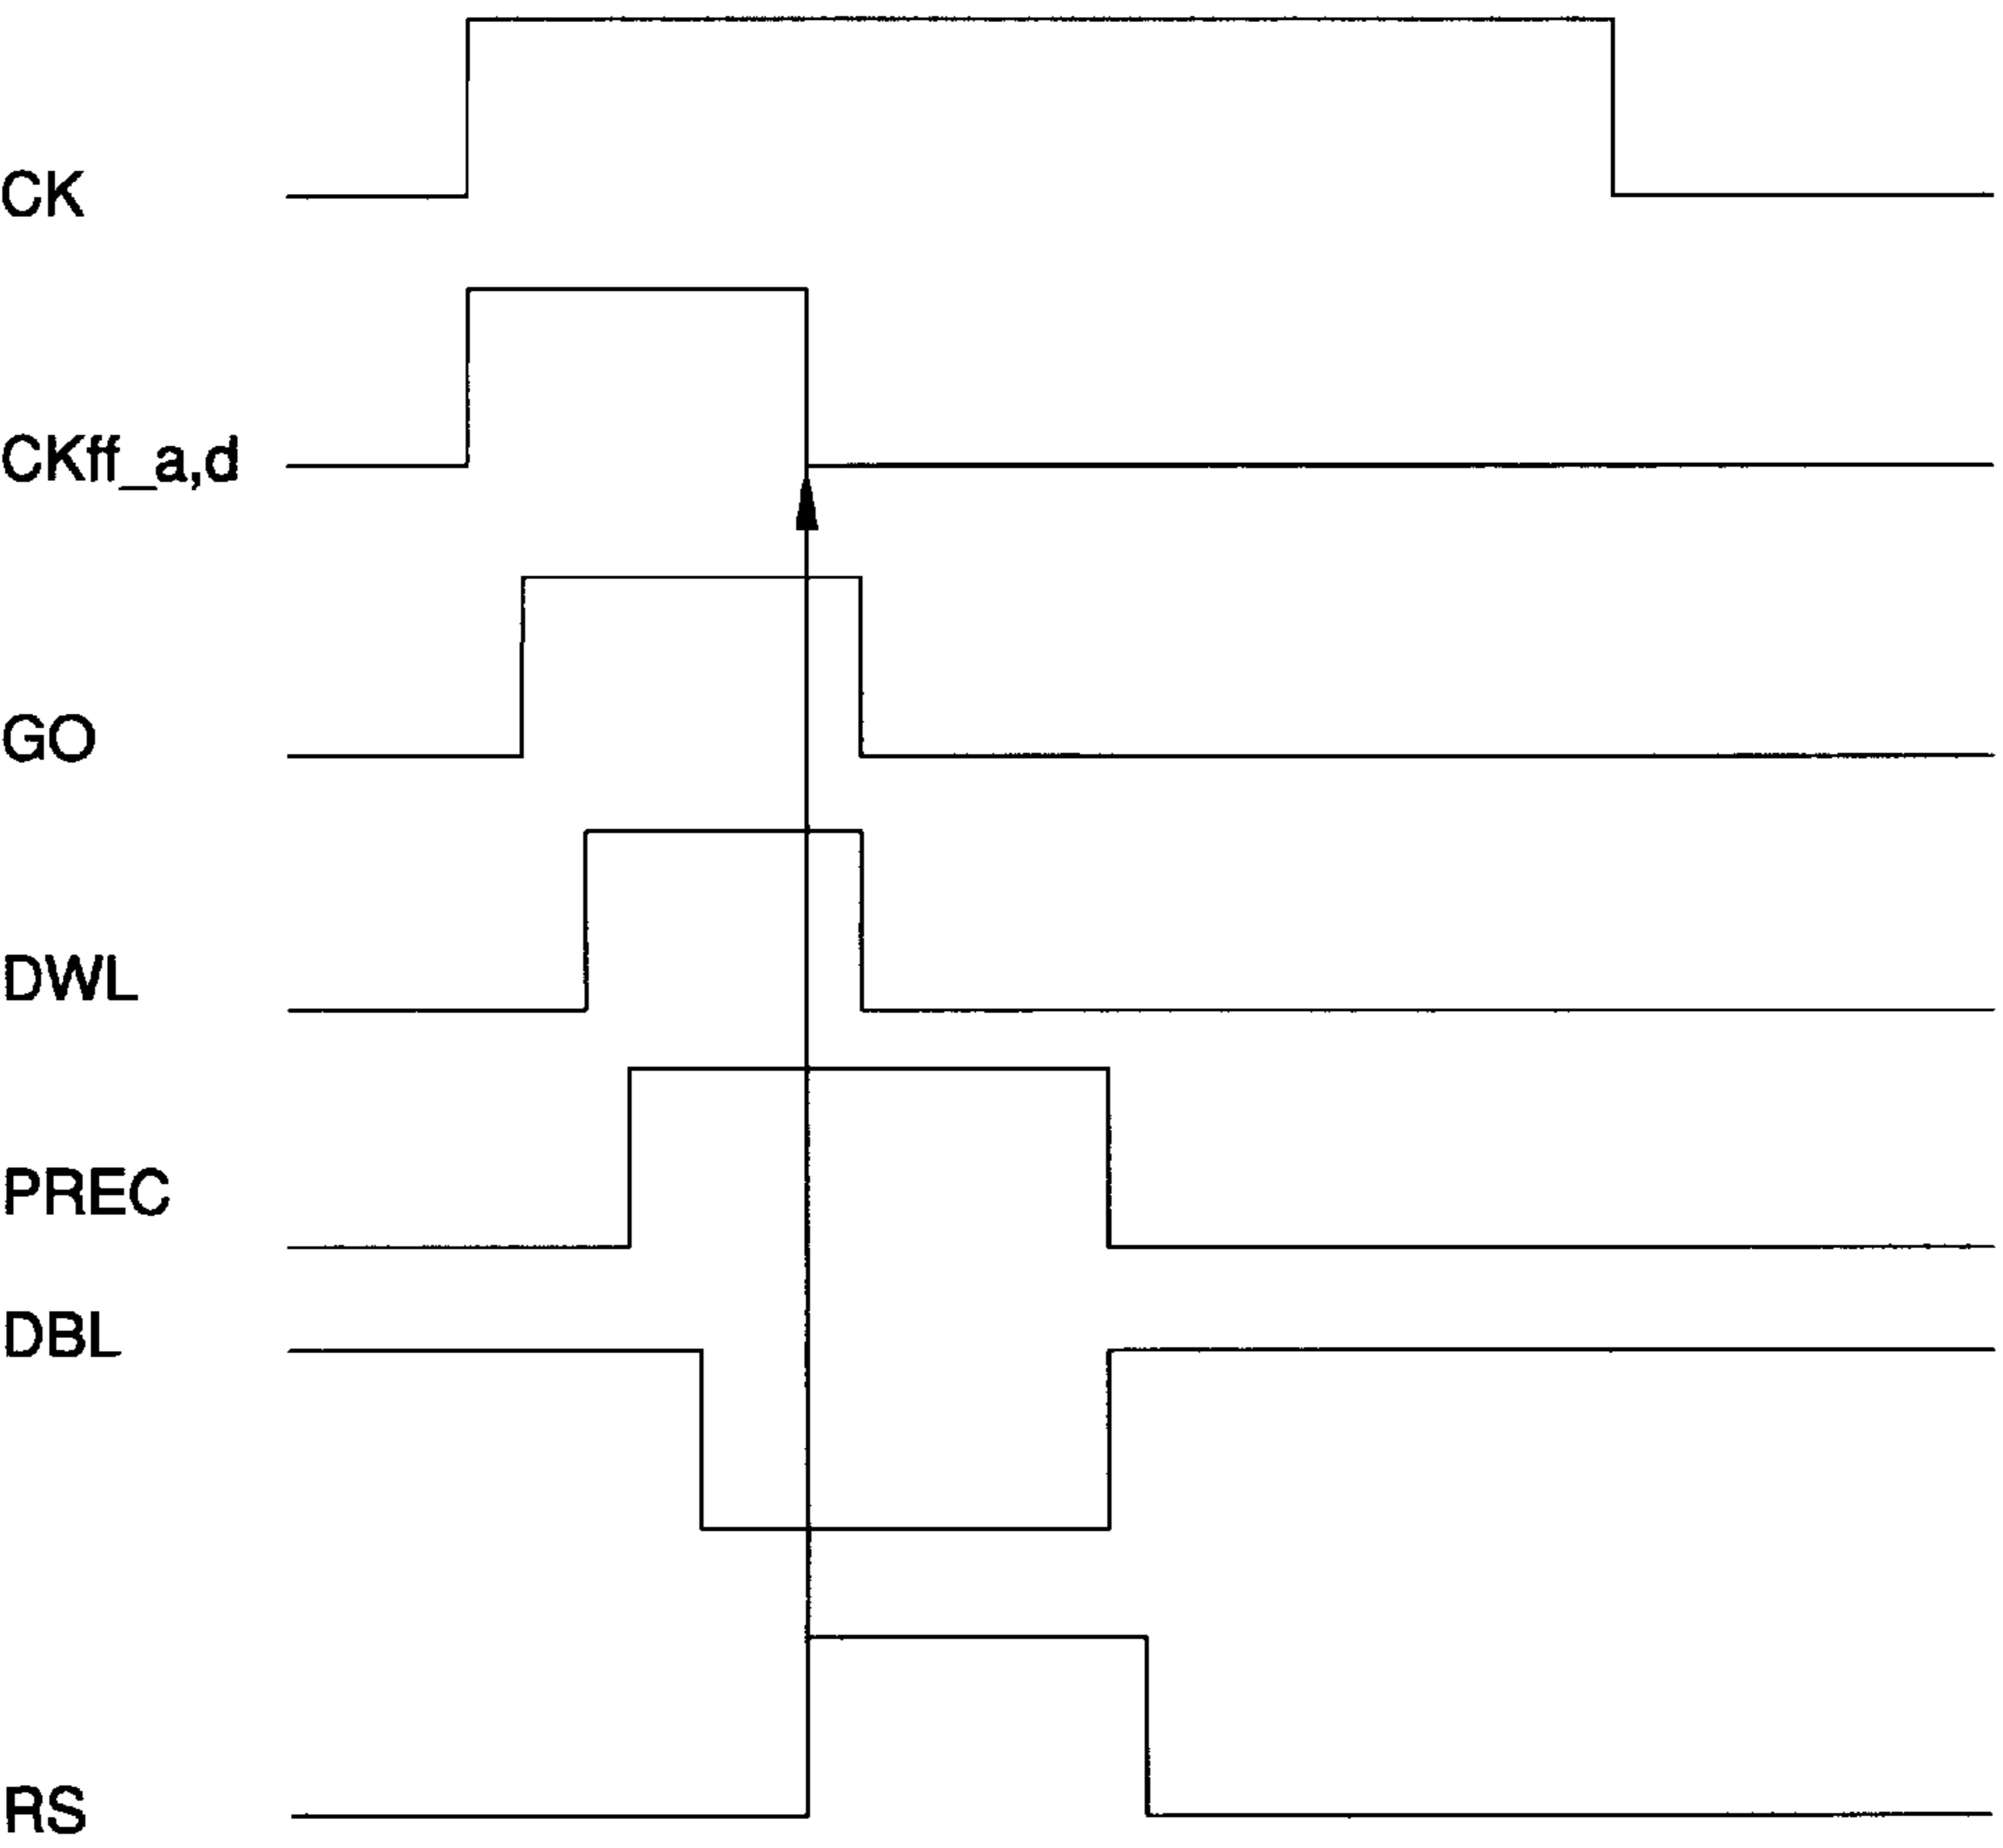 CK
CKff_a,d
GO
DWL
PREC
DBL
RS